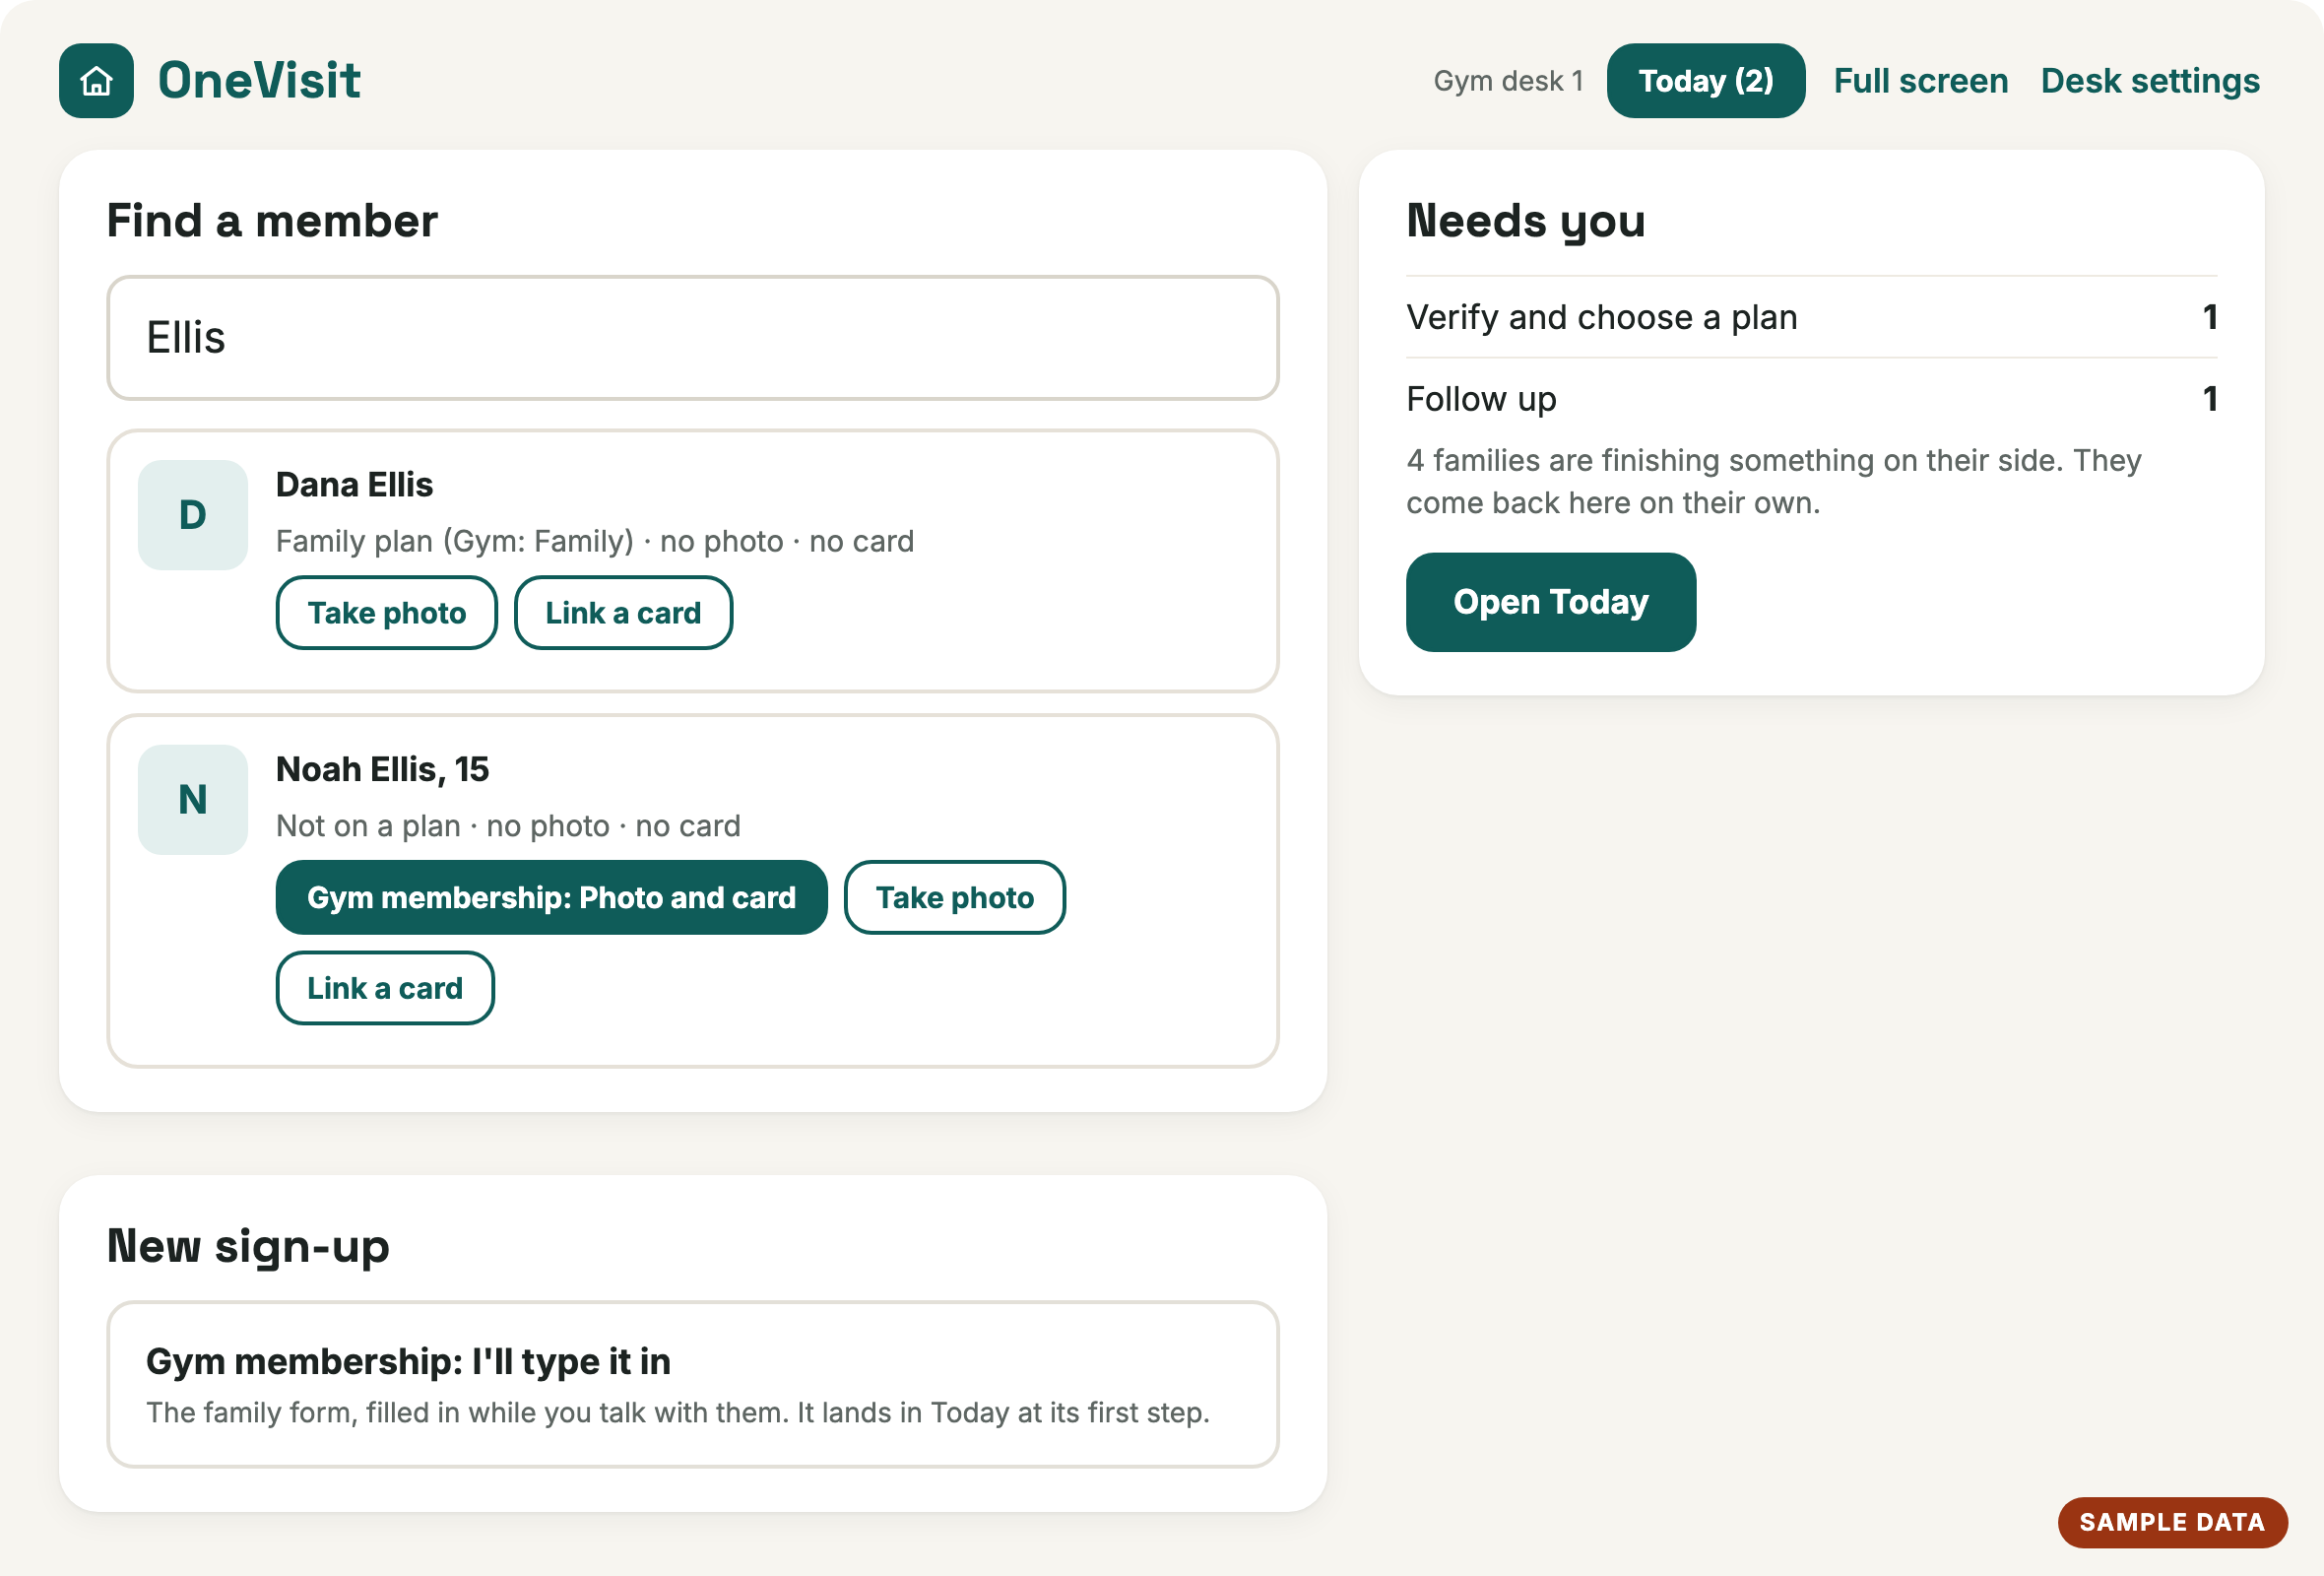 OneVisit
Gym desk 1
Today (2)
Full screen
Desk settings
Find a member
Ellis
D
Dana Ellis
Family plan (Gym: Family) · no photo · no card
Take photo
Link a card
N
Noah Ellis, 15
Not on a plan · no photo · no card
Gym membership: Photo and card
Take photo
Link a card
Needs you
Verify and choose a plan 1
Follow up 1
4 families are finishing something on their side. They
come back here on their own.
Open Today
New sign-up
Gym membership: I'll type it in
The family form, filled in while you talk with them. It lands in Today at its first step.
SAMPLE DATA